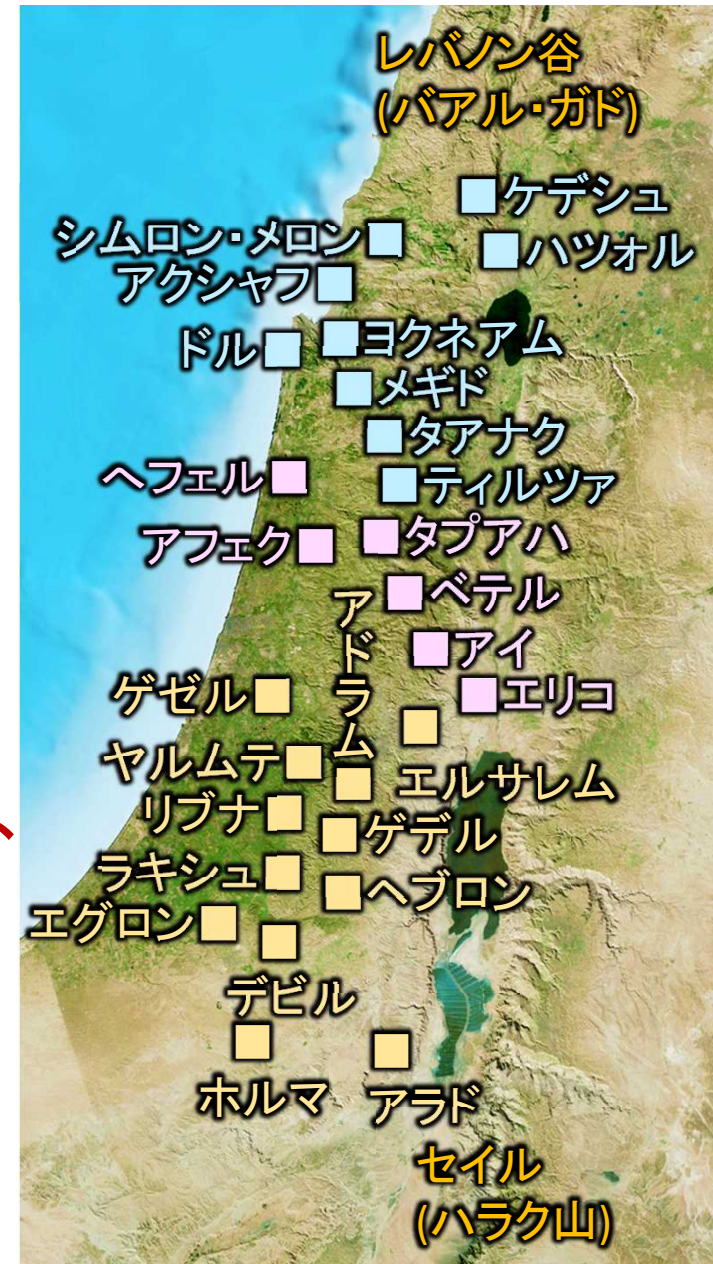 レバノン谷
(バアル・ガド)
ケデシュ
シムロン・メロン
ハツォル
アクシャフ
ドル
ヨクネアム
メギド
タアナク
ヘフェル
ティルツァ
アフェク
タプアハ
ベテル
アドラム
アイ
ゲゼル
エリコ
ヤルムテ
エルサレム
リブナ
ゲデル
ラキシュ
ヘブロン
エグロン
デビル
ホルマ
アラド
セイル
(ハラク山)